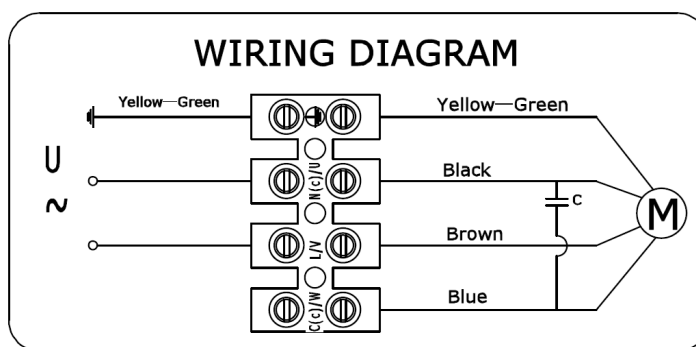 WIRING DIAGRAM
Yellow—Green
Yellow—Green
U
~
N(c)/U
Black
C
M
L/V
Brown
C(c)/W
Blue